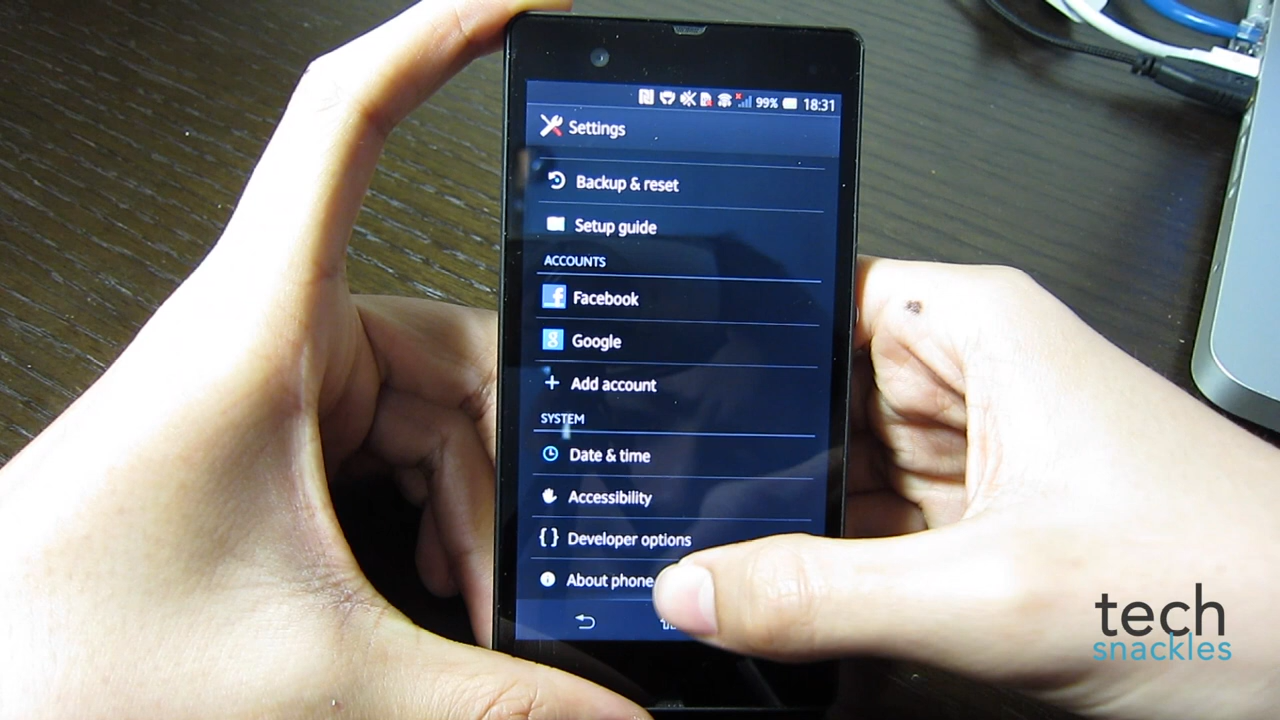 99% 18:31
Settings
Backup & reset
Setup guide
ACCOUNTS
Facebook
Google
Add account
SYSTEM
Date & time
Accessibility
Developer options
About phone
tech
snackles